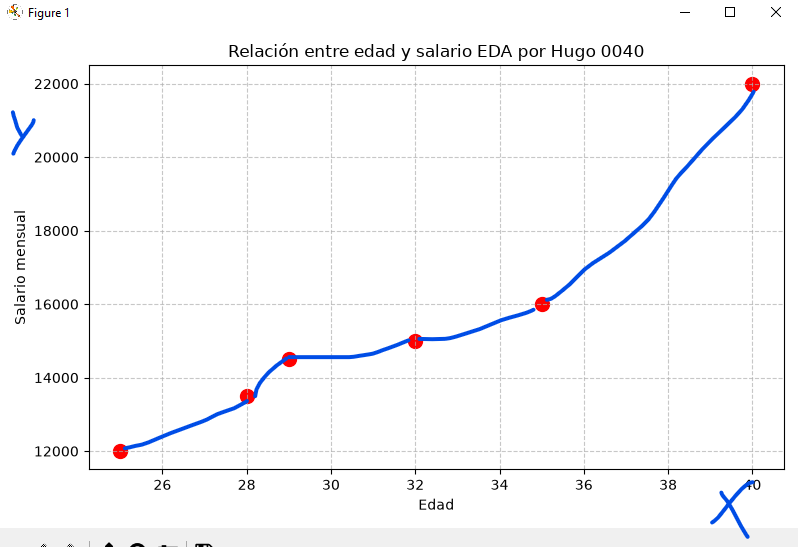 Figure 1
Relación entre edad y salario EDA por Hugo 0040
22000
Y
20000
18000
Salario mensual
16000
14000
12000
26 28 30 32 34 36 38 40
Edad
X